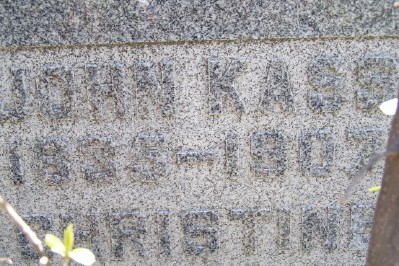 JOHN KASS
1835-1907
CHRISTINE